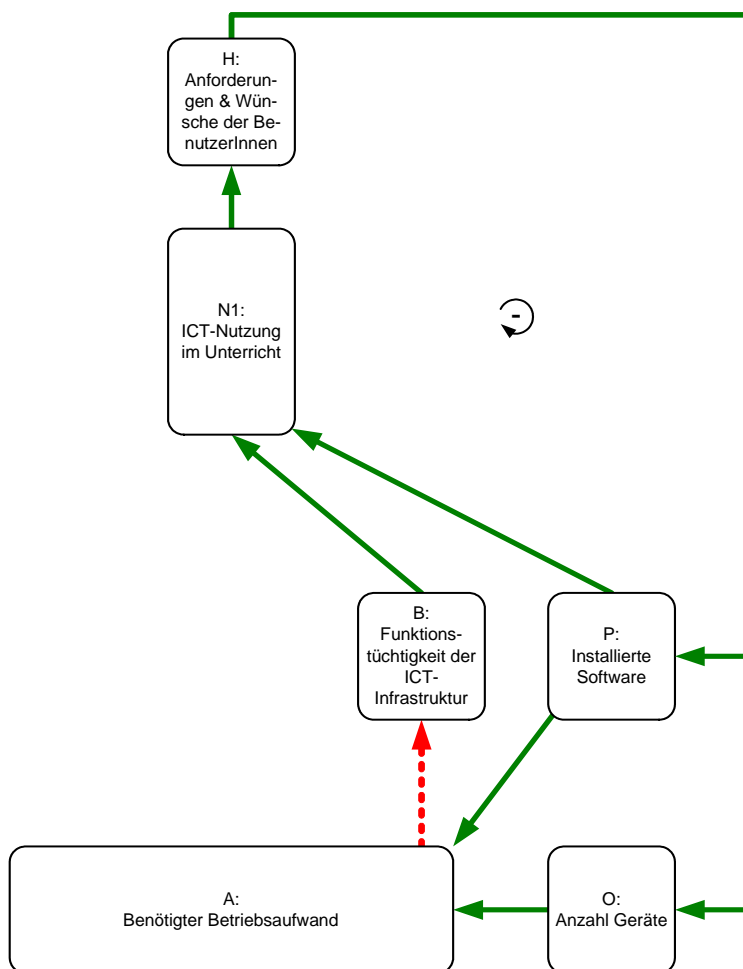 H:
Anforderun-
gen & Wün-
sche der Be-
nutzerInnen
N1:
ICT-Nutzung
im Unterricht
-
B:
Funktions-
tüchtigkeit der
ICT-
Infrastruktur
P:
Installierte
Software
A:
Benötigter Betriebsaufwand
O:
Anzahl Geräte